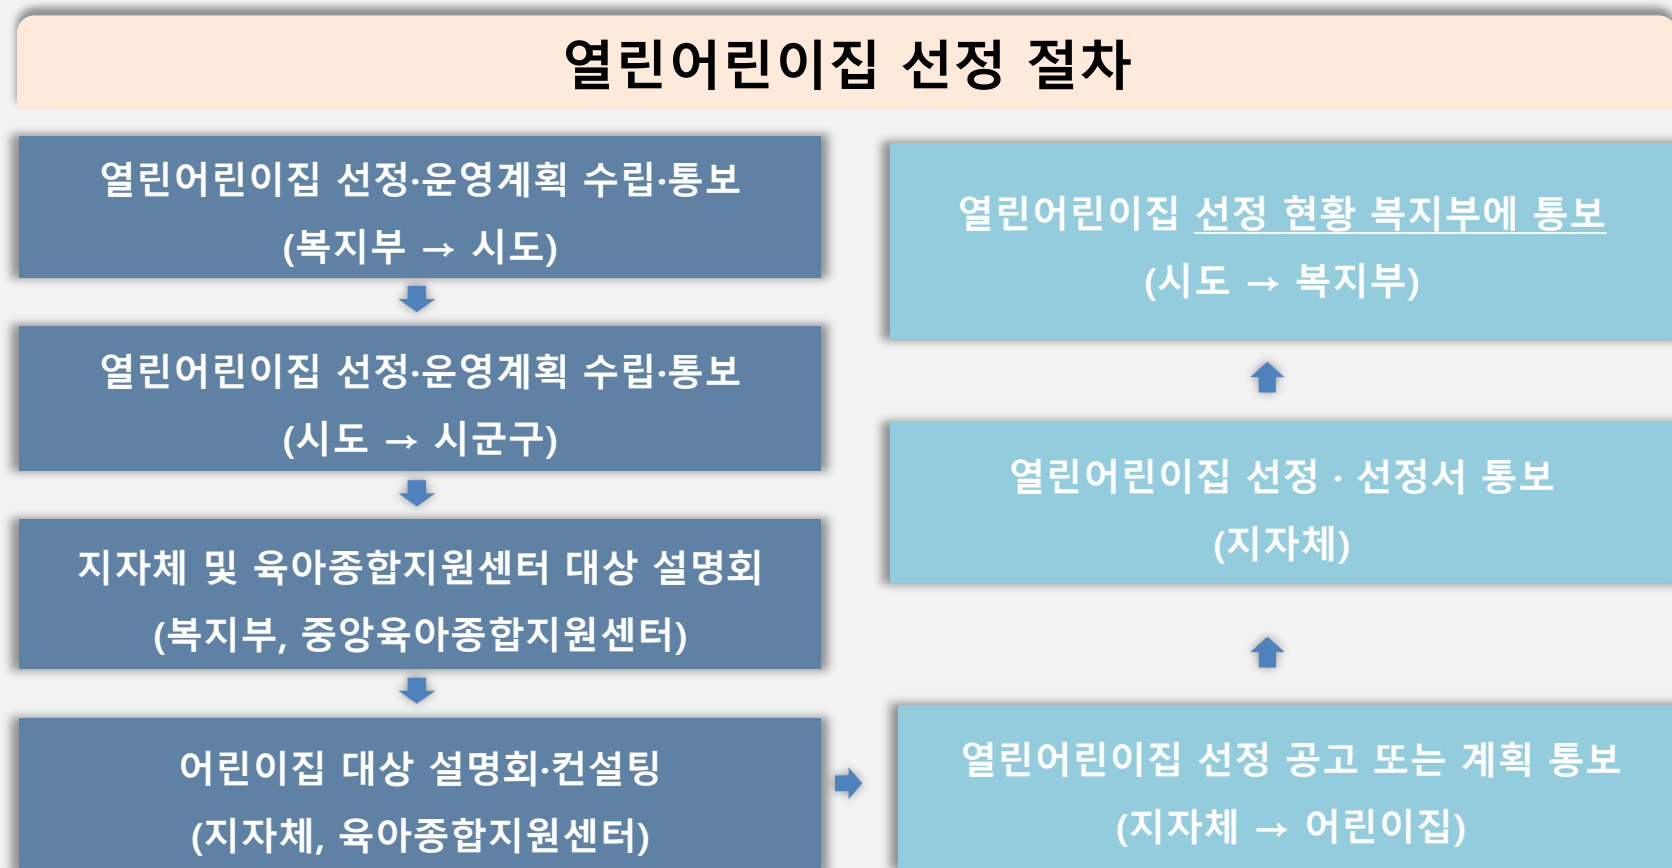 열린어린이집 선정 절차
열린어린이집 선정·운영계획 수립·통보
(복지부 → 시도)
열린어린이집 선정·운영계획 수립·통보
(시도 → 시군구)
지자체 및 육아종합지원센터 대상 설명회
(복지부, 중앙육아종합지원센터)
어린이집 대상 설명회·컨설팅
(지자체, 육아종합지원센터)
열린어린이집 선정 공고 또는 계획 통보
(지자체 → 어린이집)
열린어린이집 선정 · 선정서 통보
(지자체)
열린어린이집 선정 현황 복지부에 통보
(시도 → 복지부)